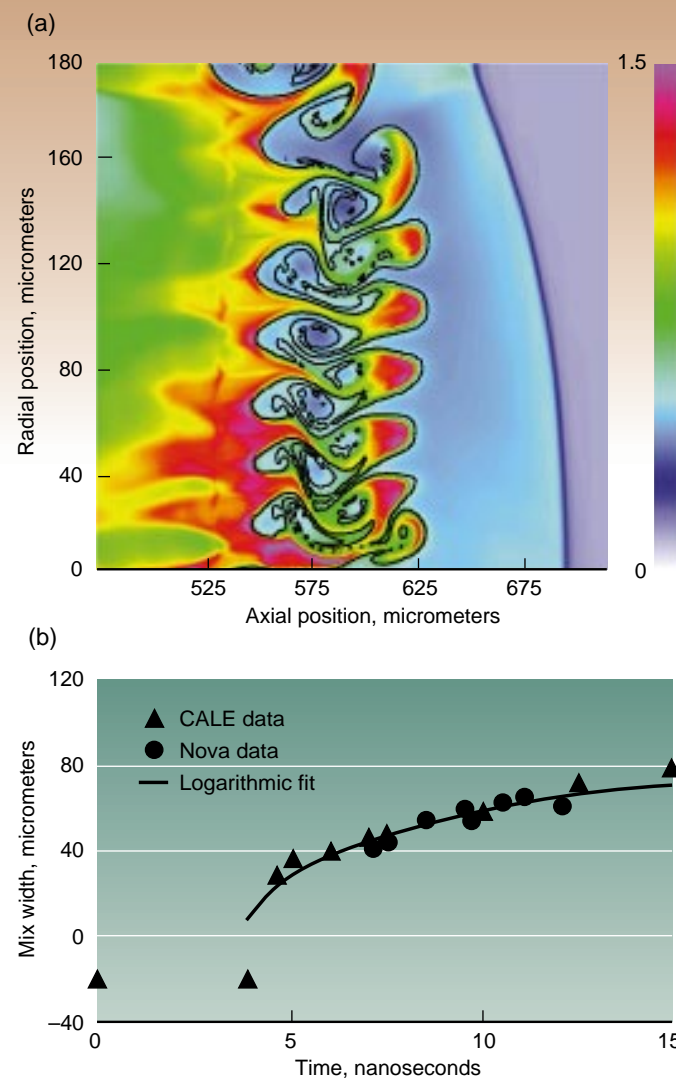 (a)
180
160
120
80
40
0
Radial position, micrometers
525
575
625
675
Axial position, micrometers
1.5
0
(b)
120
80
40
0
–40
Mix width, micrometers
CALE data
Nova data
Logarithmic fit
0
5
10
15
Time, nanoseconds